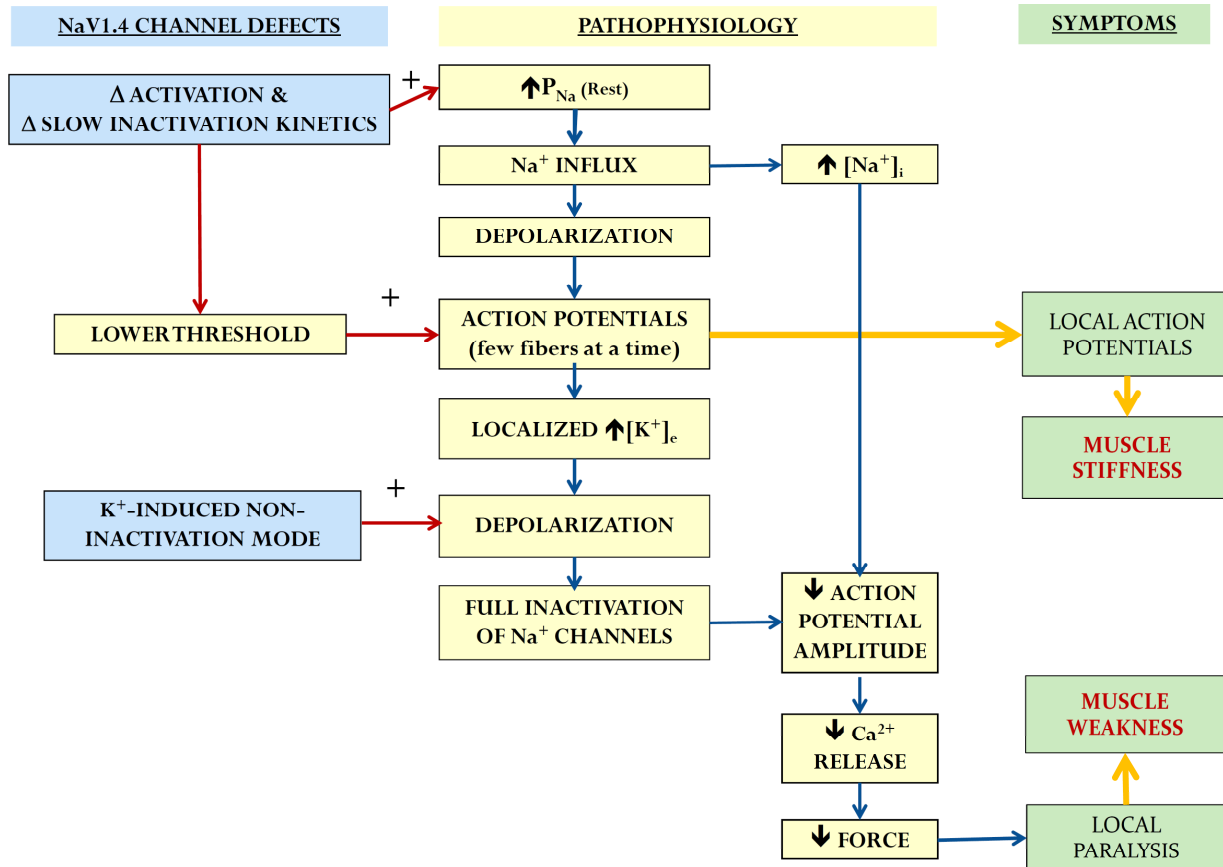 NaV1.4 CHANNEL DEFECTS
PATHOPHYSIOLOGY
SYMPTOMS
Δ ACTIVATION &
Δ SLOW INACTIVATION KINETICS
+
↑P_Na (Rest)
Na⁺ INFLUX
↑ [Na⁺]ᵢ
DEPOLARIZATION
LOWER THRESHOLD
+
ACTION POTENTIALS
(few fibers at a time)
LOCAL ACTION
POTENTIALS
LOCALIZED ↑[K⁺]ₑ
MUSCLE
STIFFNESS
K⁺-INDUCED NON-
INACTIVATION MODE
+
DEPOLARIZATION
FULL INACTIVATION
OF Na⁺ CHANNELS
↓ ACTION
POTENTIAL
AMPLITUDE
↓ Ca²⁺
RELEASE
MUSCLE
WEAKNESS
↓ FORCE
LOCAL
PARALYSIS